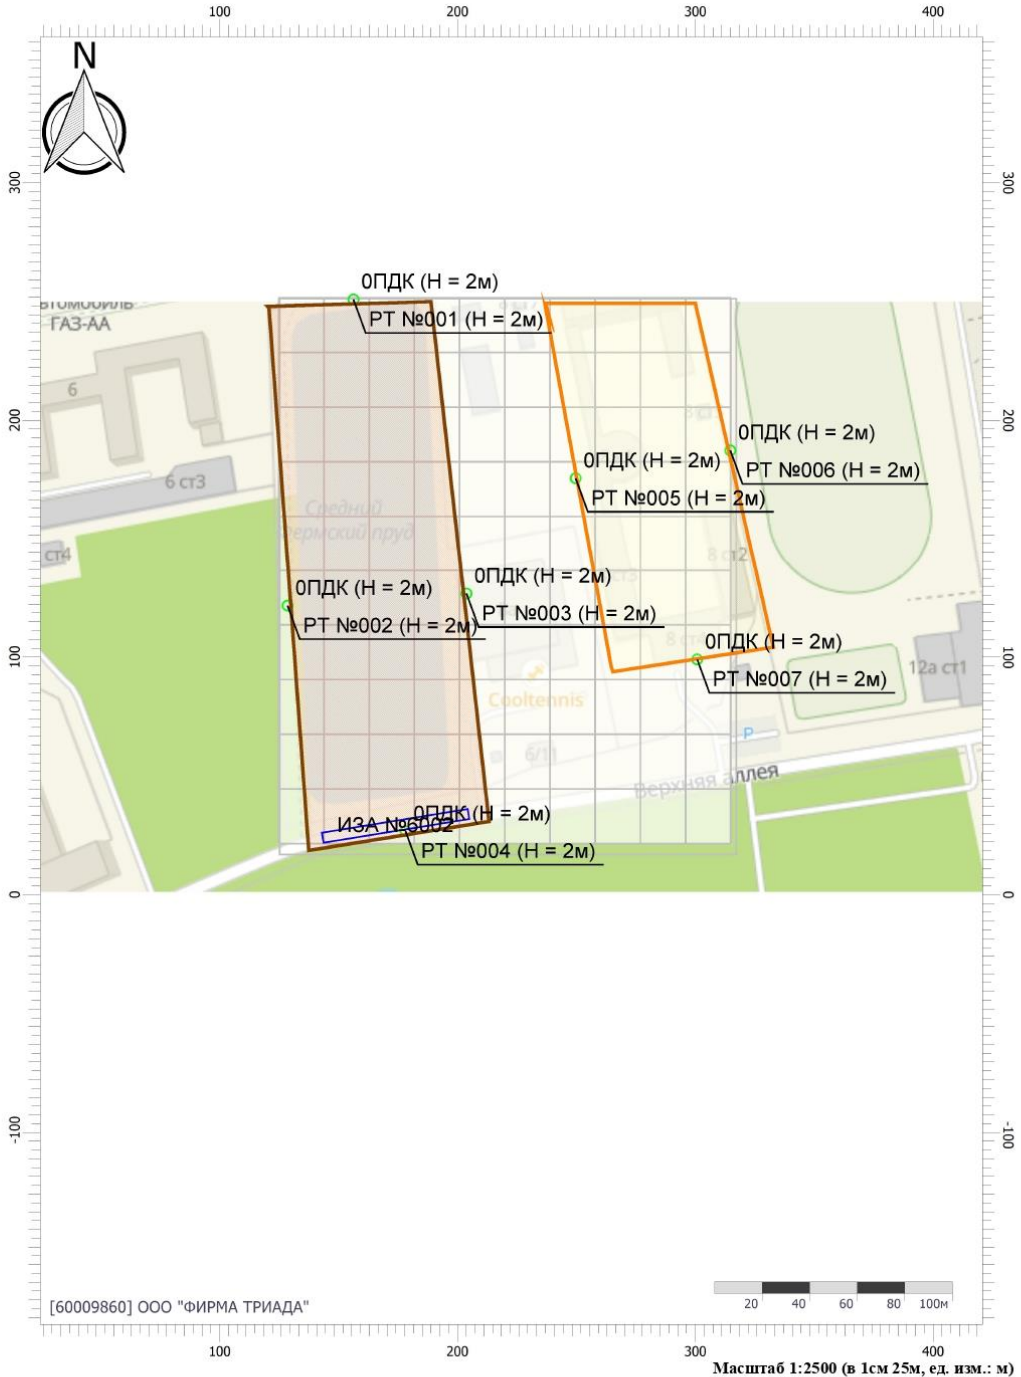 100 200 300 400
N
300 300
0ПДК (Н = 2м)
РТ №001 (Н = 2м)
ГАЗ-АА
6
200 200
0ПДК (Н = 2м)
РТ №006 (Н = 2м)
0ПДК (Н = 2м)
РТ №005 (Н = 2м)
6 ст3
Средний
Пермский пруд
ст4
8 ст2
0ПДК (Н = 2м)
РТ №003 (Н = 2м)
0ПДК (Н = 2м)
РТ №002 (Н = 2м)
0ПДК (Н = 2м)
РТ №007 (Н = 2м)
100 100
12а ст1
Cooltennis
P
6/11
Верхняя аллея
0ПДК (Н = 2м)
ИЗА №6002
РТ №004 (Н = 2м)
0 0
-100 -100
[60009860] ООО "ФИРМА ТРИАДА"
20 40 60 80 100м
100 200 300 400
Масштаб 1:2500 (в 1см 25м, ед. изм.: м)